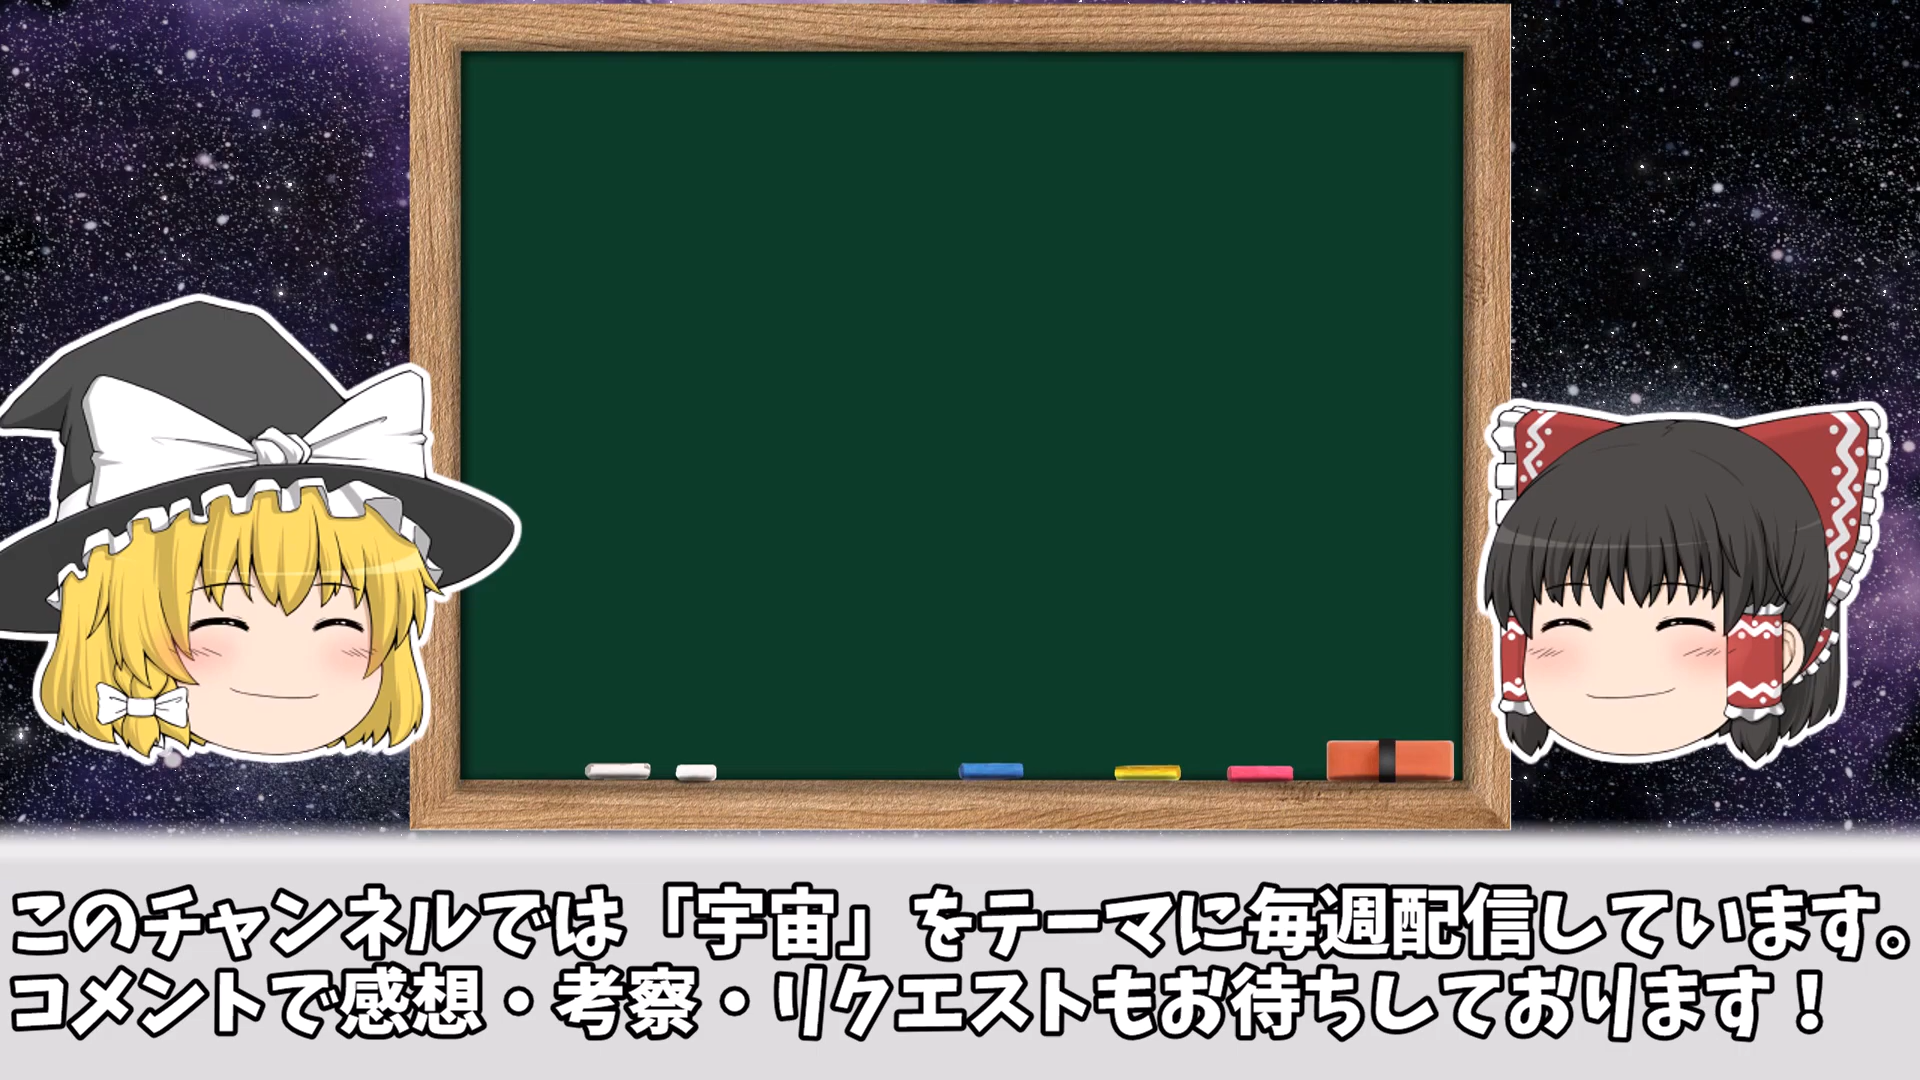 このチャンネルでは「宇宙」をテーマに毎週配信しています。
コメントで感想・考察・リクエストもお待ちしております！